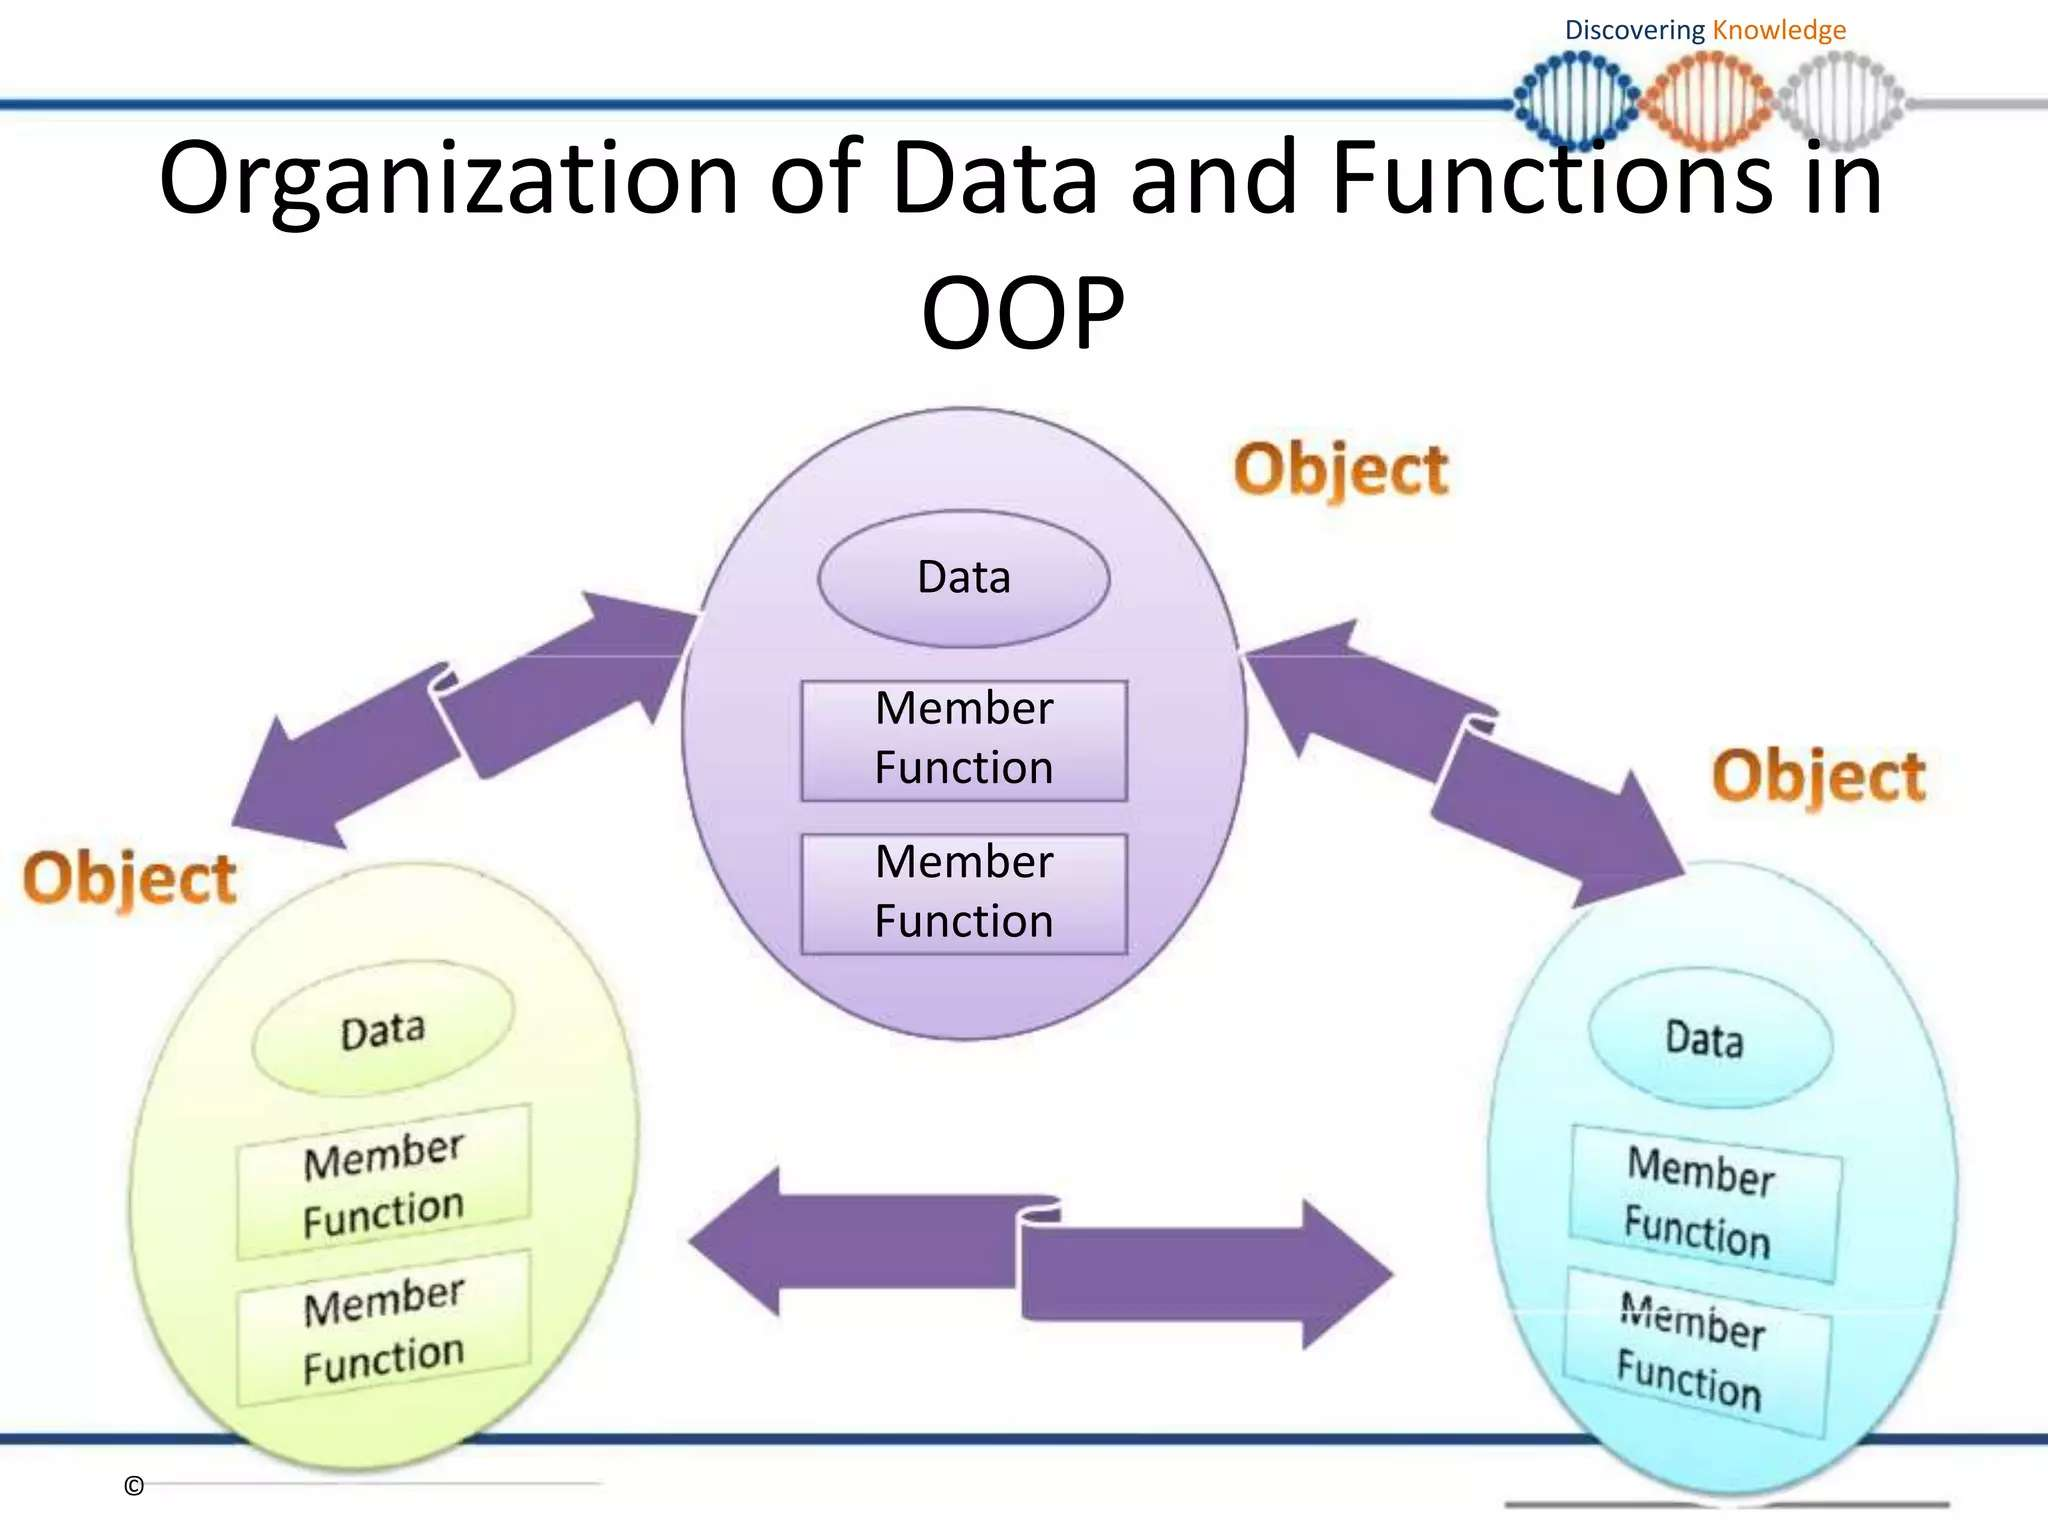 Discovering Knowledge
Organization of Data and Functions in
OOP
Object
Data
Member
Function
Member
Function
Object
Object
Data
Member
Function
Member
Function
Data
Member
Function
Member
Function
©